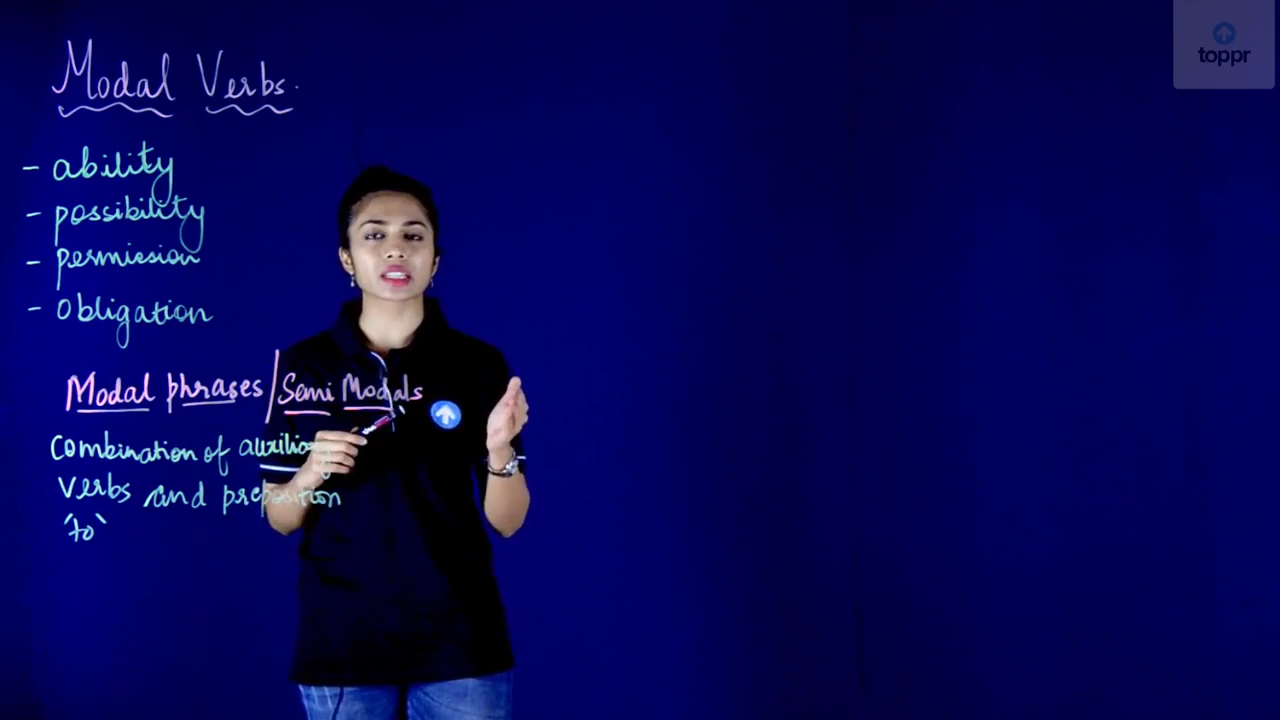 toppr
Modal Verbs.
- ability
- possibility
- permission
- Obligation
Modal phrases/Semi Modals
Combination of auxiliary
verbs and preposition
'to'